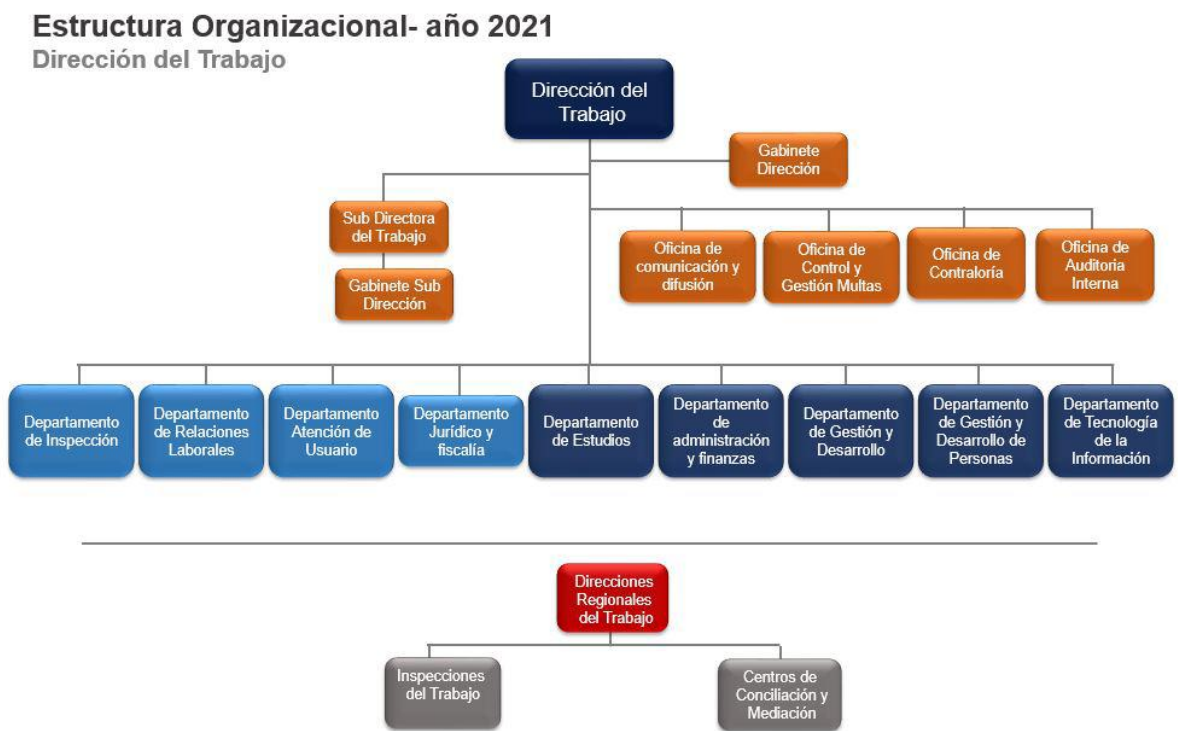 Estructura Organizacional- año 2021
Dirección del Trabajo
Dirección del
Trabajo
Gabinete
Dirección
Sub Directora
del Trabajo
Gabinete Sub
Dirección
Oficina de
comunicación y
difusión
Oficina de
Control y
Gestión Multas
Oficina de
Contraloría
Oficina de
Auditoria
Interna
Departamento
de Inspección
Departamento
de Relaciones
Laborales
Departamento
Atención de
Usuario
Departamento
Jurídico y
fiscalía
Departamento
de Estudios
Departamento
de
administración
y finanzas
Departamento
de Gestión y
Desarrollo
Departamento
de Gestión y
Desarrollo de
Personas
Departamento
de Tecnología
de la
Información
Direcciones
Regionales
del Trabajo
Inspecciones
del Trabajo
Centros de
Conciliación y
Mediación